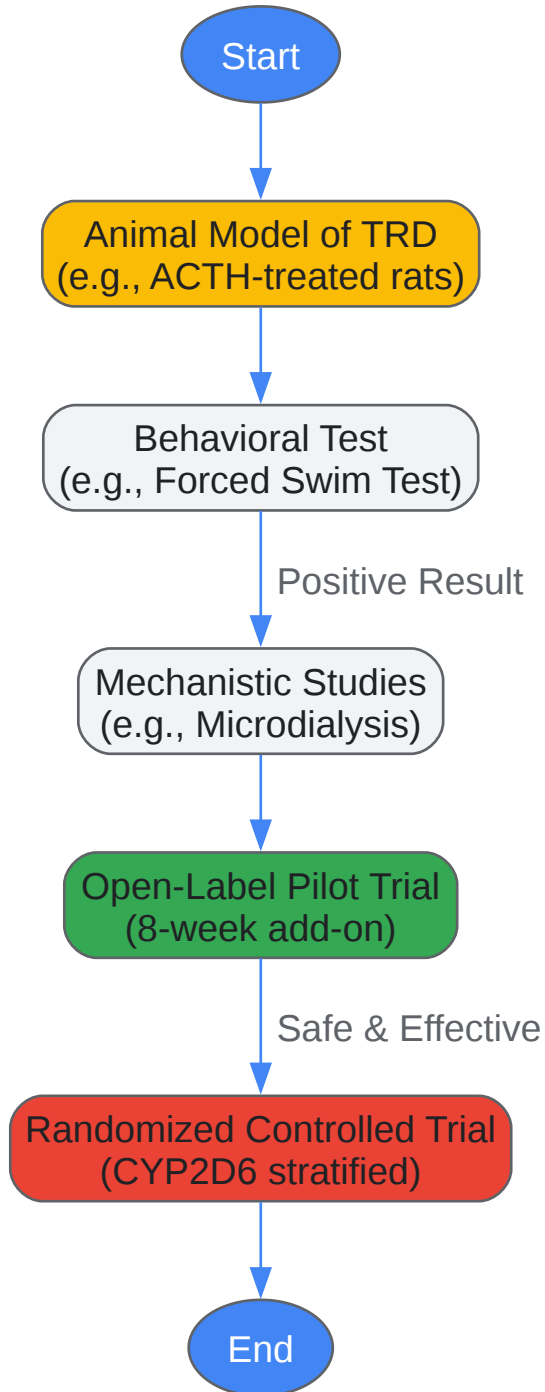 Start
Animal Model of TRD
(e.g., ACTH-treated rats)
Behavioral Test
(e.g., Forced Swim Test)
Positive Result
Mechanistic Studies
(e.g., Microdialysis)
Open-Label Pilot Trial
(8-week add-on)
Safe & Effective
Randomized Controlled Trial
(CYP2D6 stratified)
End